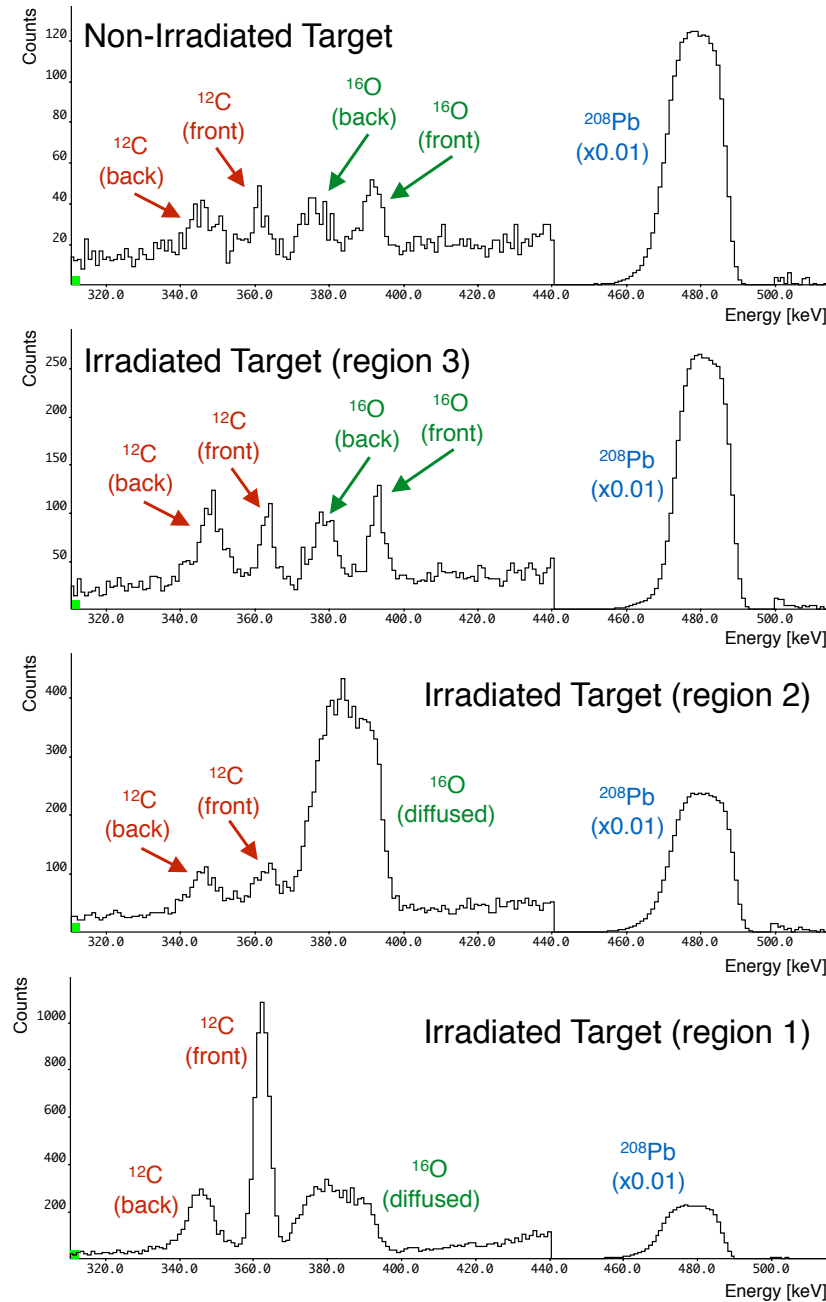 Counts
Non-Irradiated Target
120
100
80
60
40
20
¹²C
(back)
¹²C
(front)
¹⁶O
(back)
¹⁶O
(front)
²⁰⁸Pb
(x0.01)
320.0 340.0 360.0 380.0 400.0 420.0 440.0 460.0 480.0 500.0
Energy [keV]
Counts
Irradiated Target (region 3)
250
200
150
100
50
¹²C
(back)
¹²C
(front)
¹⁶O
(back)
¹⁶O
(front)
²⁰⁸Pb
(x0.01)
320.0 340.0 360.0 380.0 400.0 420.0 440.0 460.0 480.0 500.0
Energy [keV]
Counts
Irradiated Target (region 2)
400
300
200
100
¹²C
(back)
¹²C
(front)
¹⁶O
(diffused)
²⁰⁸Pb
(x0.01)
320.0 340.0 360.0 380.0 400.0 420.0 440.0 460.0 480.0 500.0
Energy [keV]
Counts
Irradiated Target (region 1)
1000
800
600
400
200
¹²C
(front)
¹²C
(back)
¹⁶O
(diffused)
²⁰⁸Pb
(x0.01)
320.0 340.0 360.0 380.0 400.0 420.0 440.0 460.0 480.0 500.0
Energy [keV]